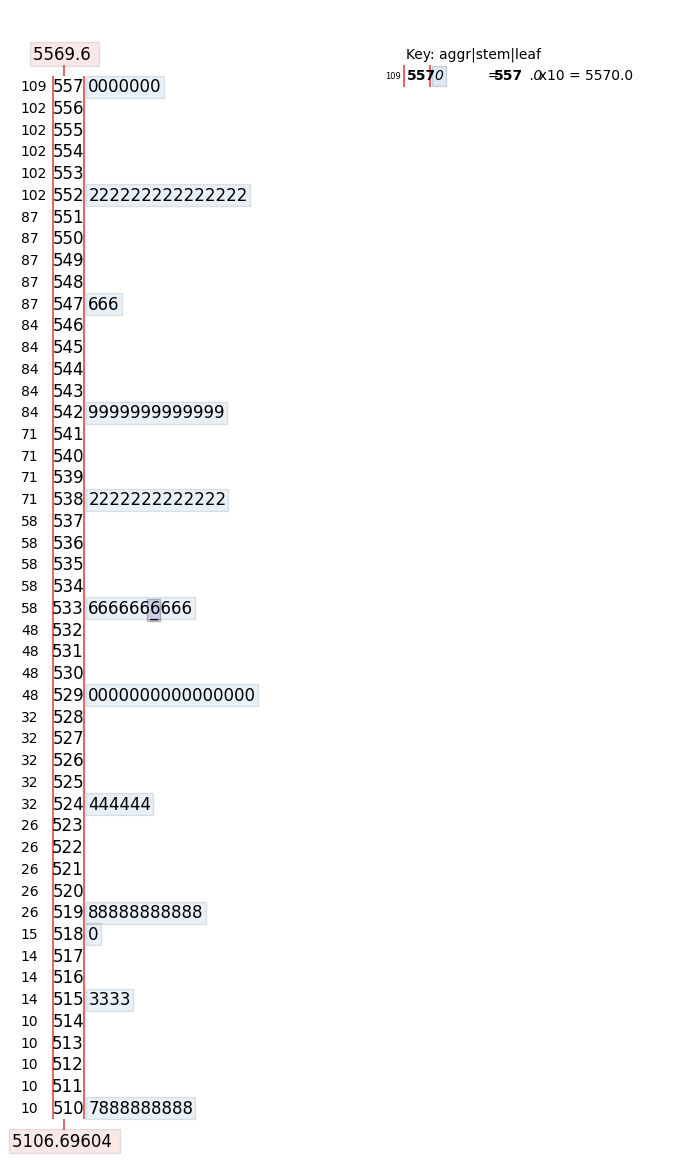 5569.6
Key: aggr|stem|leaf
109 557 0 =557 .0x10 = 5570.0
109 557 0000000
102 556
102 555
102 554
102 553
102 552 222222222222222
87 551
87 550
87 549
87 548
87 547 666
84 546
84 545
84 544
84 543
84 542 9999999999999
71 541
71 540
71 539
71 538 2222222222222
58 537
58 536
58 535
58 534
58 533 6666666666
48 532
48 531
48 530
48 529 0000000000000000
32 528
32 527
32 526
32 525
32 524 444444
26 523
26 522
26 521
26 520
26 519 88888888888
15 518 0
14 517
14 516
14 515 3333
10 514
10 513
10 512
10 511
10 510 7888888888
5106.69604